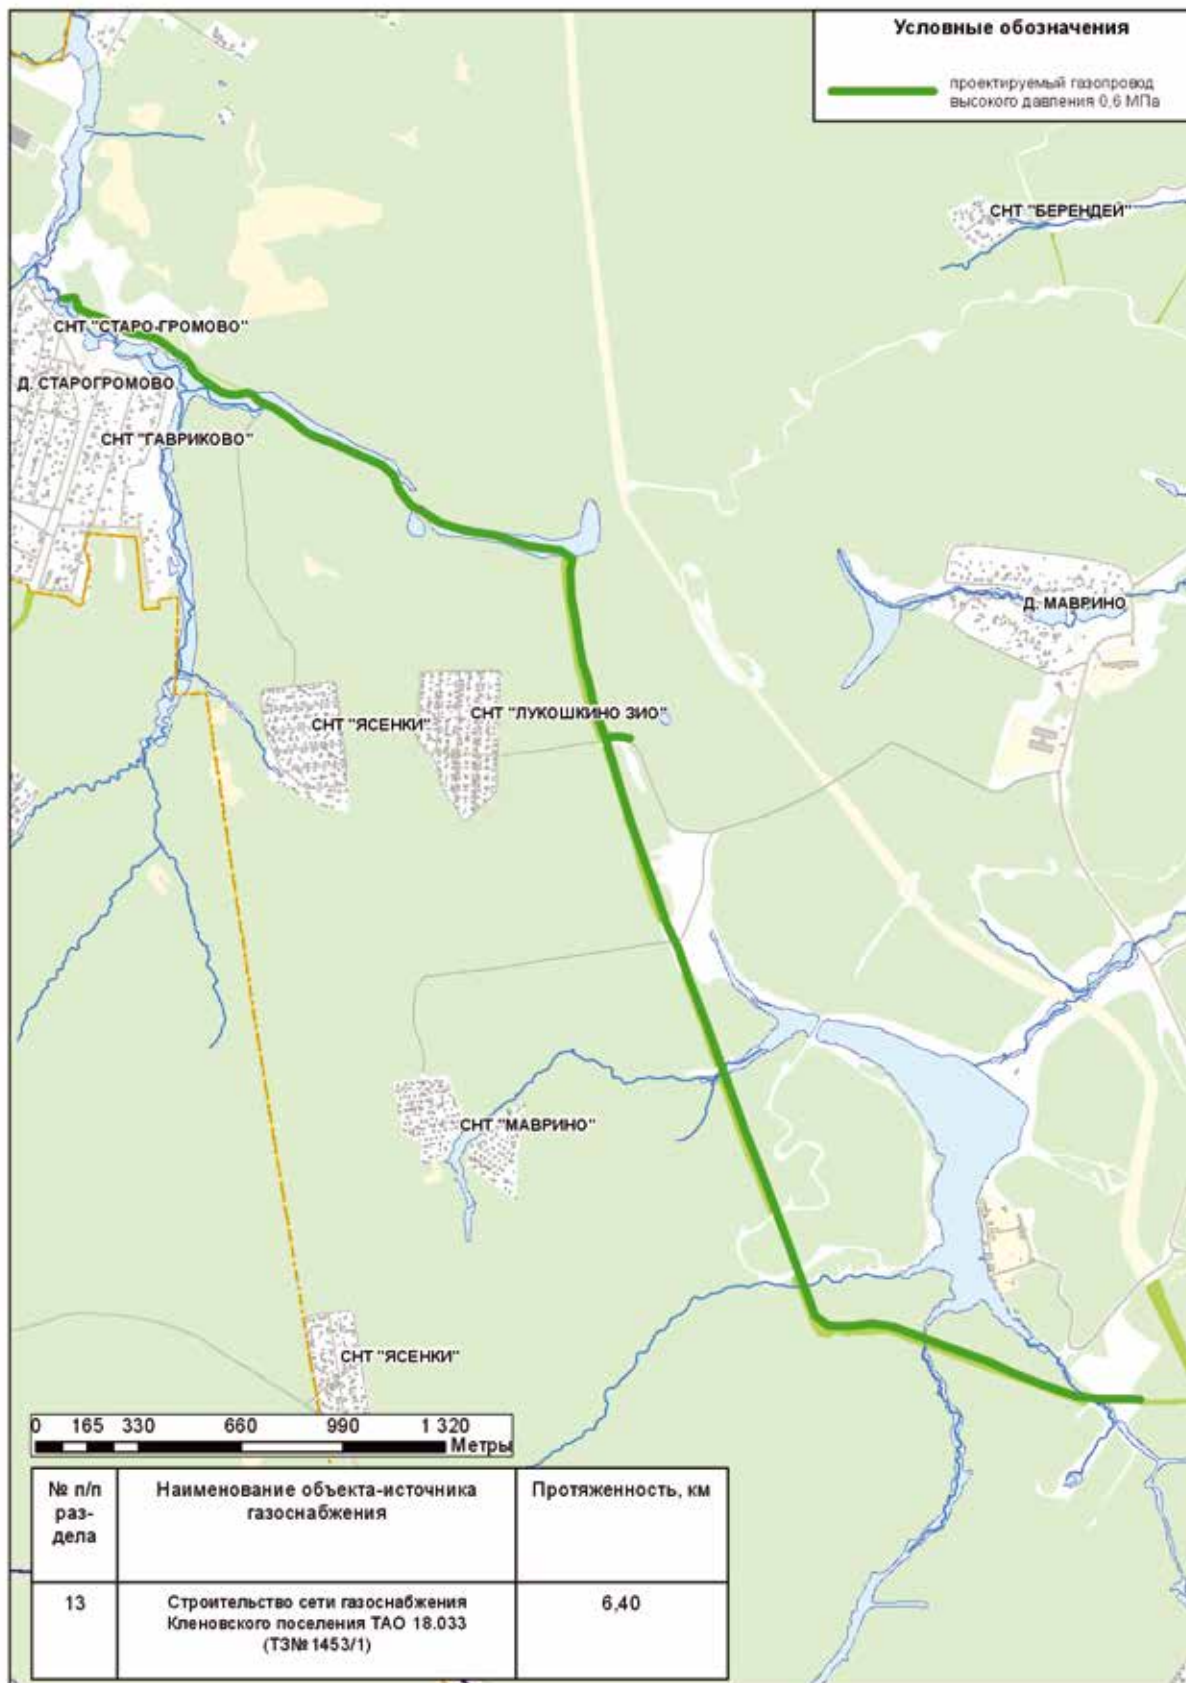 Условные обозначения
проектируемый газопровод
высокого давления 0,6 МПа
СНТ "БЕРЕНДЕЙ"
СНТ "СТАРО-ГРОМОВО"
Д. СТАРОГРОМОВО
СНТ "ГАВРИКОВО"
Д. МАВРИНО
СНТ "ЯСЕНКИ"
СНТ "ЛУКОШКИНО ЗИО"
СНТ "МАВРИНО"
СНТ "ЯСЕНКИ"
0 165 330 660 990 1 320
Метры
№ п/п
раз-
дела
Наименование объекта-источника
газоснабжения
Протяженность, км
13
Строительство сети газоснабжения
Кленовского поселения ТАО 18.033
(ТЗ№1453/1)
6,40